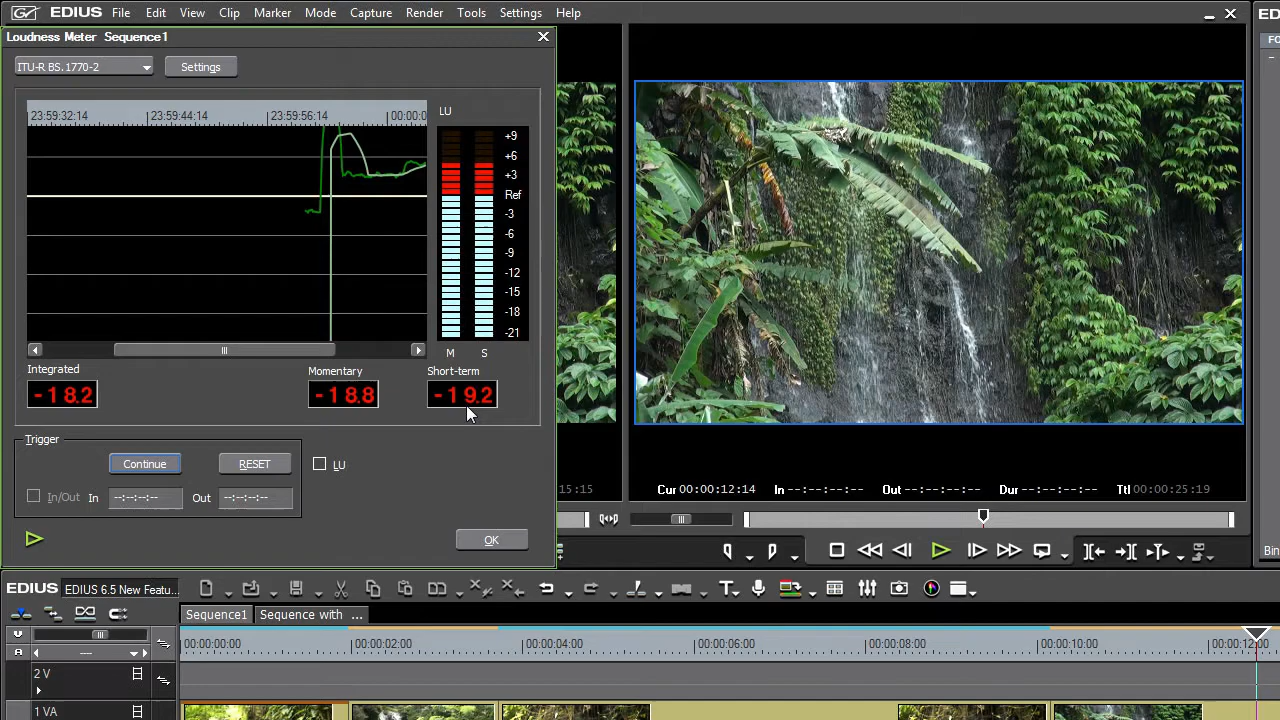 EDIUS File Edit View Clip Marker Mode Capture Render Tools Settings Help
Loudness Meter Sequence1
ITU-R BS.1770-2 Settings
23:59:32:14 23:59:44:14 23:59:56:14 00:00:0
LU
+9
+6
+3
Ref
-3
-6
-9
-12
-15
-18
-21
M S
Integrated Momentary Short-term
-18.2 -18.8 -19.2
Trigger
Continue RESET LU
In/Out In --:--:--:-- Out --:--:--:--
OK
15:15
Cur 00:00:12:14 In --:--:--:-- Out --:--:--:-- Dur --:--:--:-- Ttl 00:00:25:19
EDI
FO
Bin
EDIUS EDIUS 6.5 New Featu...
Sequence1 Sequence with ...
00:00:00:00 00:00:02:00 00:00:04:00 00:00:06:00 00:00:08:00 00:00:10:00 00:00:12:00
A ----
2 V
1 VA